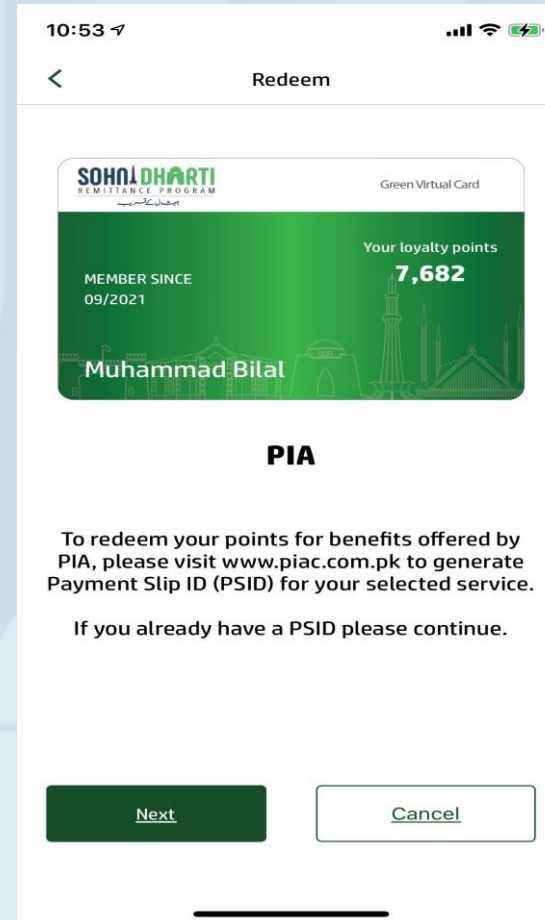 10:53
Redeem
SOHNI DHARTI
REMITTANCE PROGRAM
Green Virtual Card
Your loyalty points
7,682
MEMBER SINCE
09/2021
Muhammad Bilal
PIA
To redeem your points for benefits offered by
PIA, please visit www.piac.com.pk to generate
Payment Slip ID (PSID) for your selected service.
If you already have a PSID please continue.
Next
Cancel